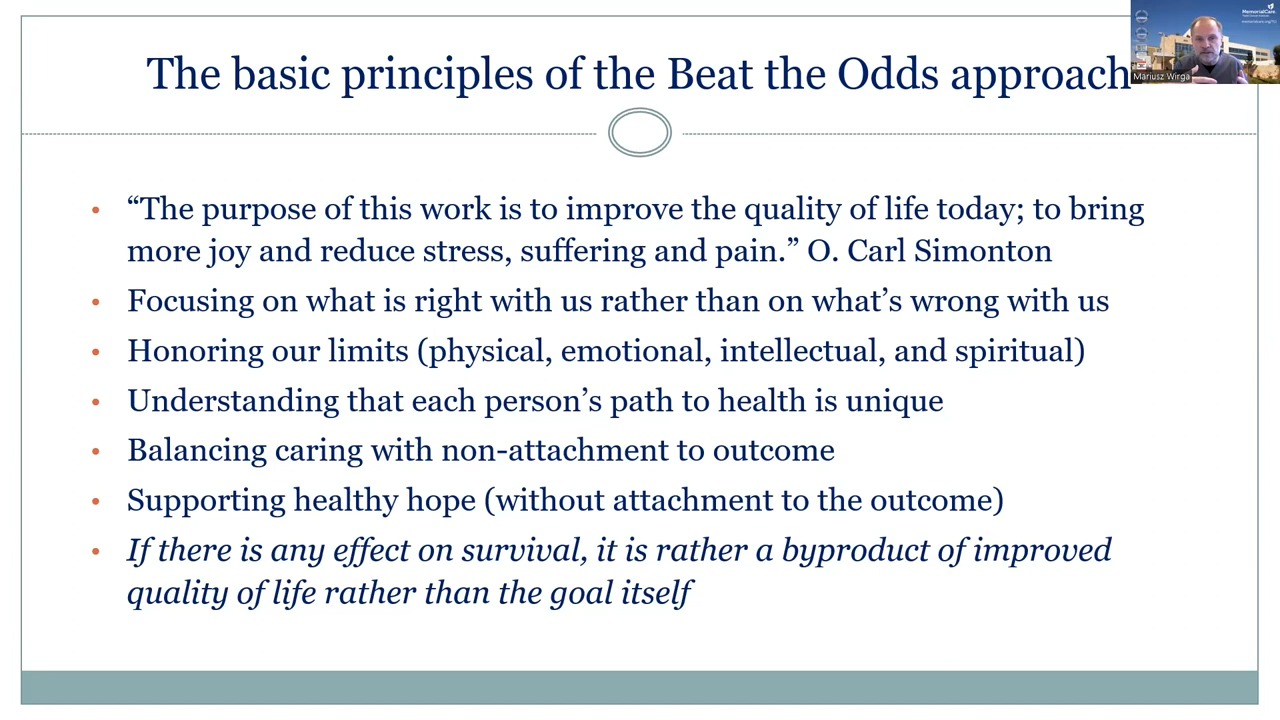 The basic principles of the Beat the Odds approach
MemorialCare
Mariusz Wirga
• “The purpose of this work is to improve the quality of life today; to bring
more joy and reduce stress, suffering and pain.” O. Carl Simonton
• Focusing on what is right with us rather than on what’s wrong with us
• Honoring our limits (physical, emotional, intellectual, and spiritual)
• Understanding that each person’s path to health is unique
• Balancing caring with non-attachment to outcome
• Supporting healthy hope (without attachment to the outcome)
• If there is any effect on survival, it is rather a byproduct of improved
quality of life rather than the goal itself